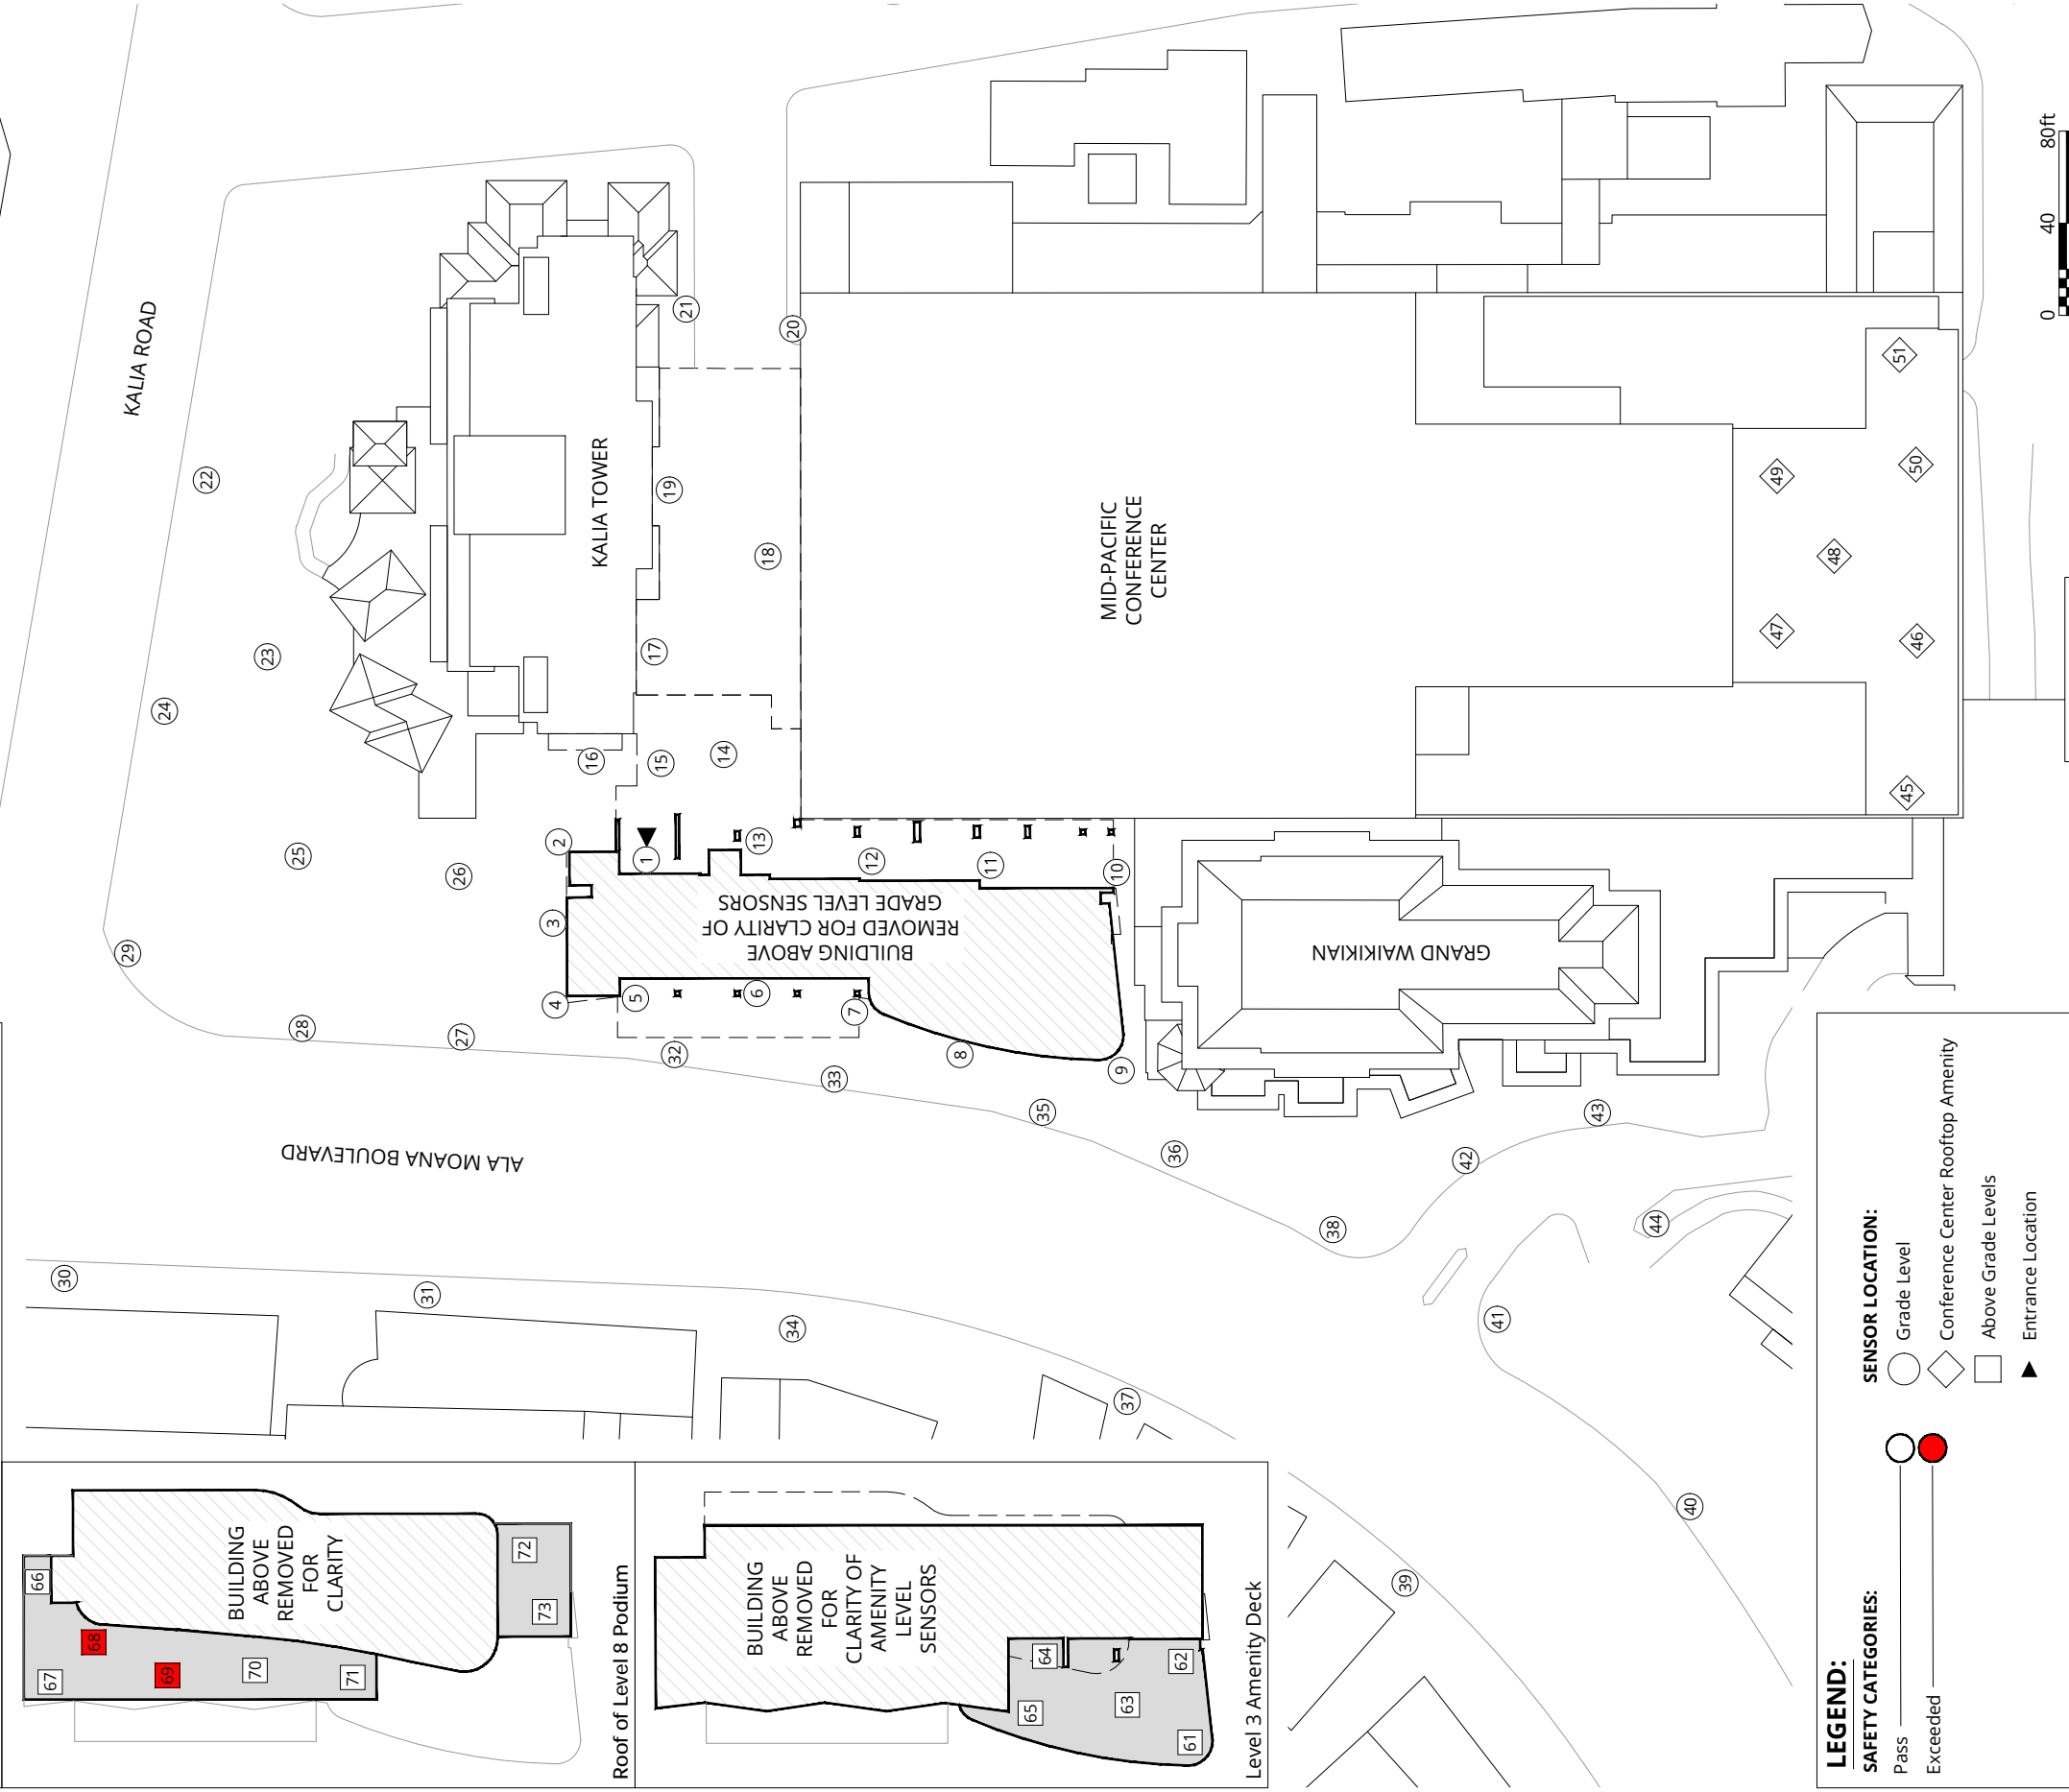 KALIA ROAD
22
23
24
25
26
29
28
27
KALIA TOWER
21
20
19
18
17
16
15
14
13
12
11
10
1
2
3
4
5
6
7
8
9
BUILDING ABOVE
REMOVED FOR CLARITY OF
GRADE LEVEL SENSORS
MID-PACIFIC
CONFERENCE
CENTER
51
50
49
48
47
46
45
GRAND WAIKIKIAN
ALA MOANA BOULEVARD
30
31
32
33
34
35
36
37
38
39
40
41
42
43
44
0 40 80ft
66
67
68
69
70
71
72
73
BUILDING
ABOVE
REMOVED
FOR
CLARITY
Roof of Level 8 Podium
BUILDING
ABOVE
REMOVED
FOR
CLARITY OF
AMENITY
LEVEL
SENSORS
64
65
63
62
61
Level 3 Amenity Deck
LEGEND:
SAFETY CATEGORIES:
Pass
Exceeded
SENSOR LOCATION:
Grade Level
Conference Center Rooftop Amenity
Above Grade Levels
Entrance Location